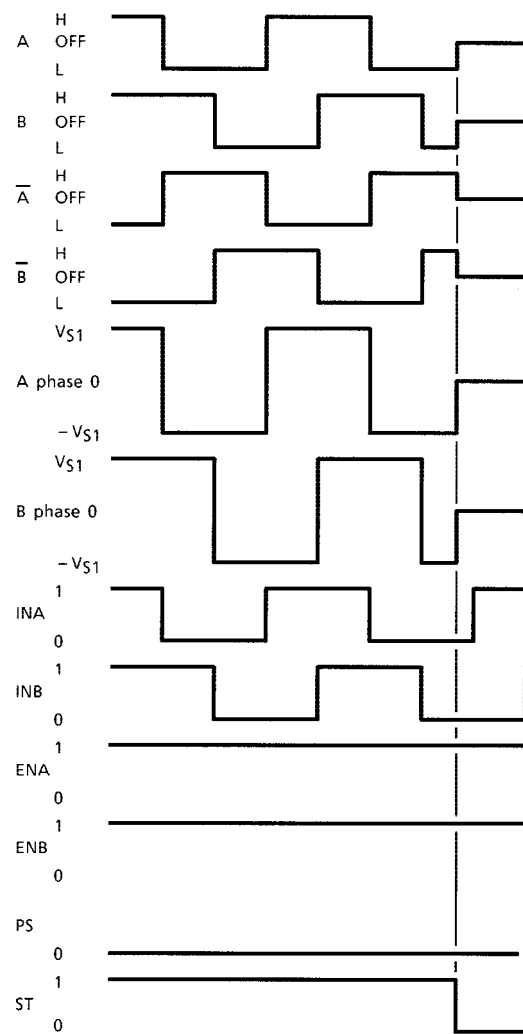 H
A OFF
L
H
B OFF
L
H
A̅ OFF
L
H
B̅ OFF
L
VS1
A phase 0
−VS1
VS1
B phase 0
−VS1
1
INA
0
1
INB
0
1
ENA
0
1
ENB
0
PS
0
1
ST
0